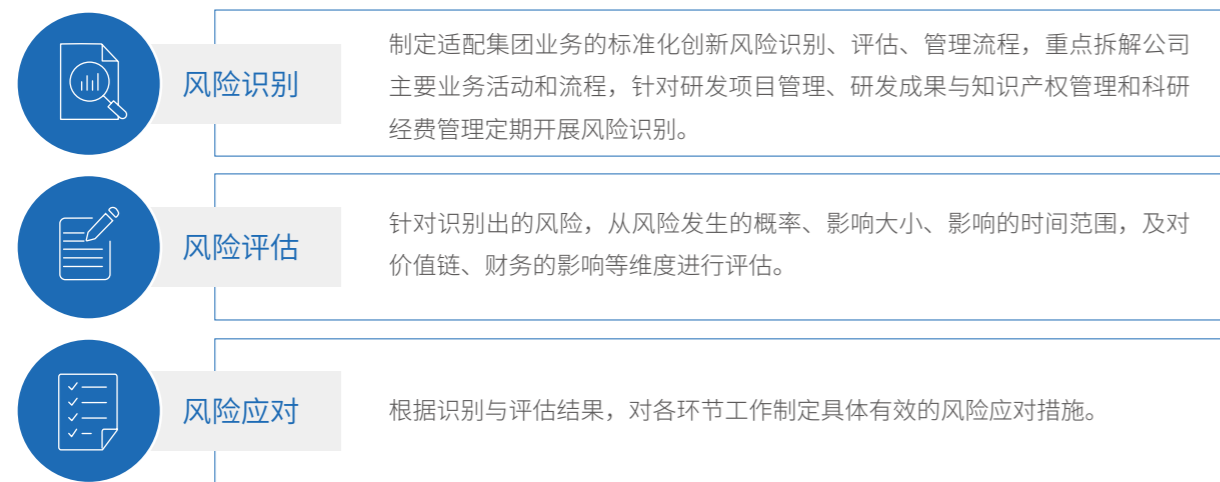 风险识别
制定适配集团业务的标准化创新风险识别、评估、管理流程，重点拆解公司
主要业务活动和流程，针对研发项目管理、研发成果与知识产权管理和科研
经费管理定期开展风险识别。
风险评估
针对识别出的风险，从风险发生的概率、影响大小、影响的时间范围，及对
价值链、财务的影响等维度进行评估。
风险应对
根据识别与评估结果，对各环节工作制定具体有效的风险应对措施。